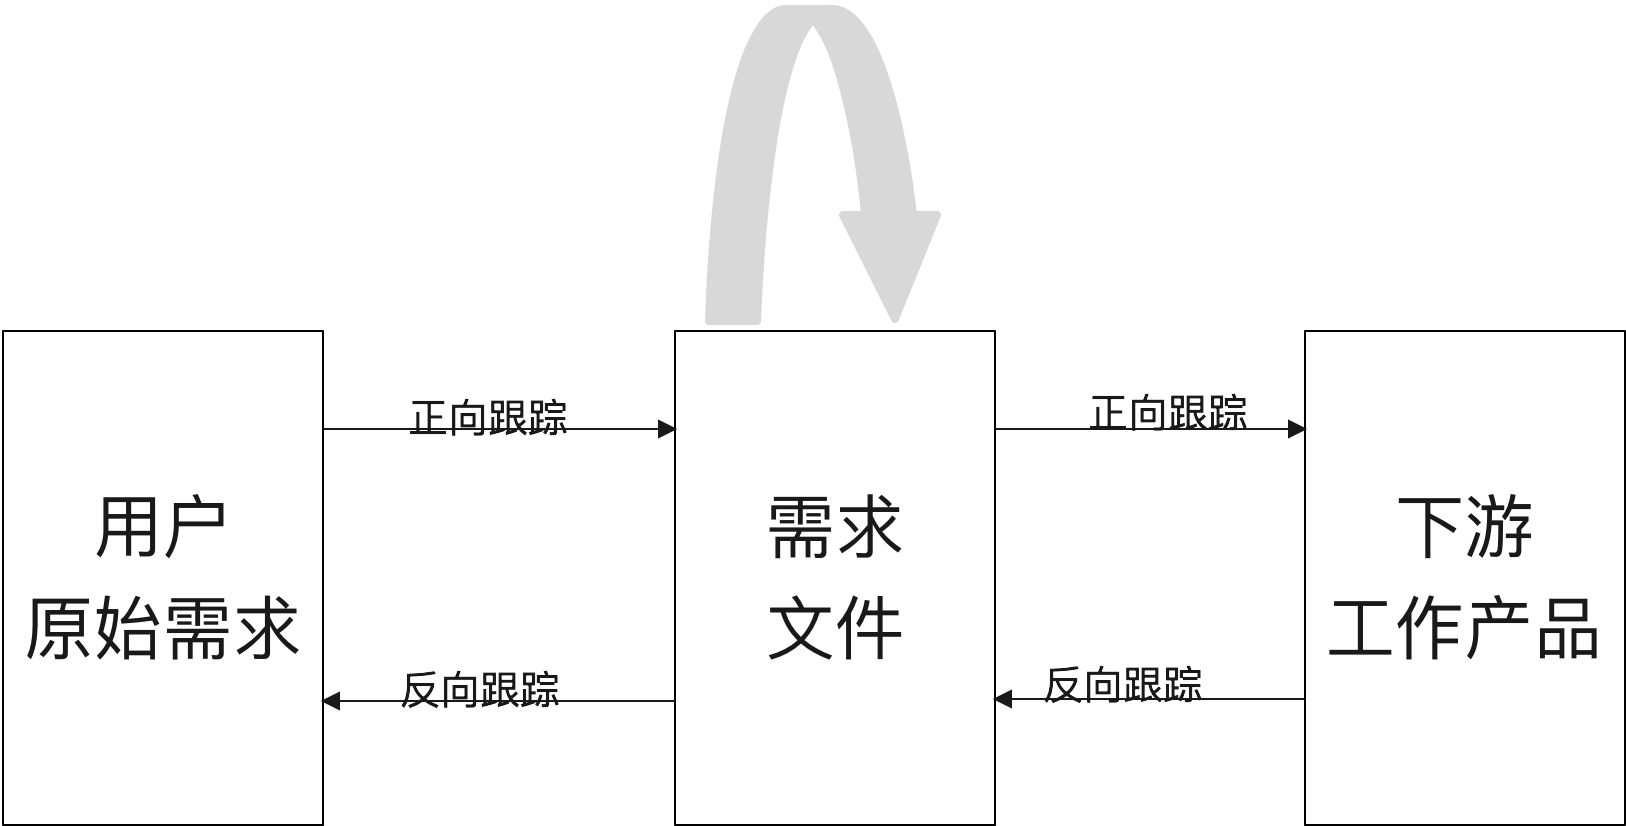 用户
原始需求
正向跟踪
反向跟踪
需求
文件
正向跟踪
反向跟踪
下游
工作产品